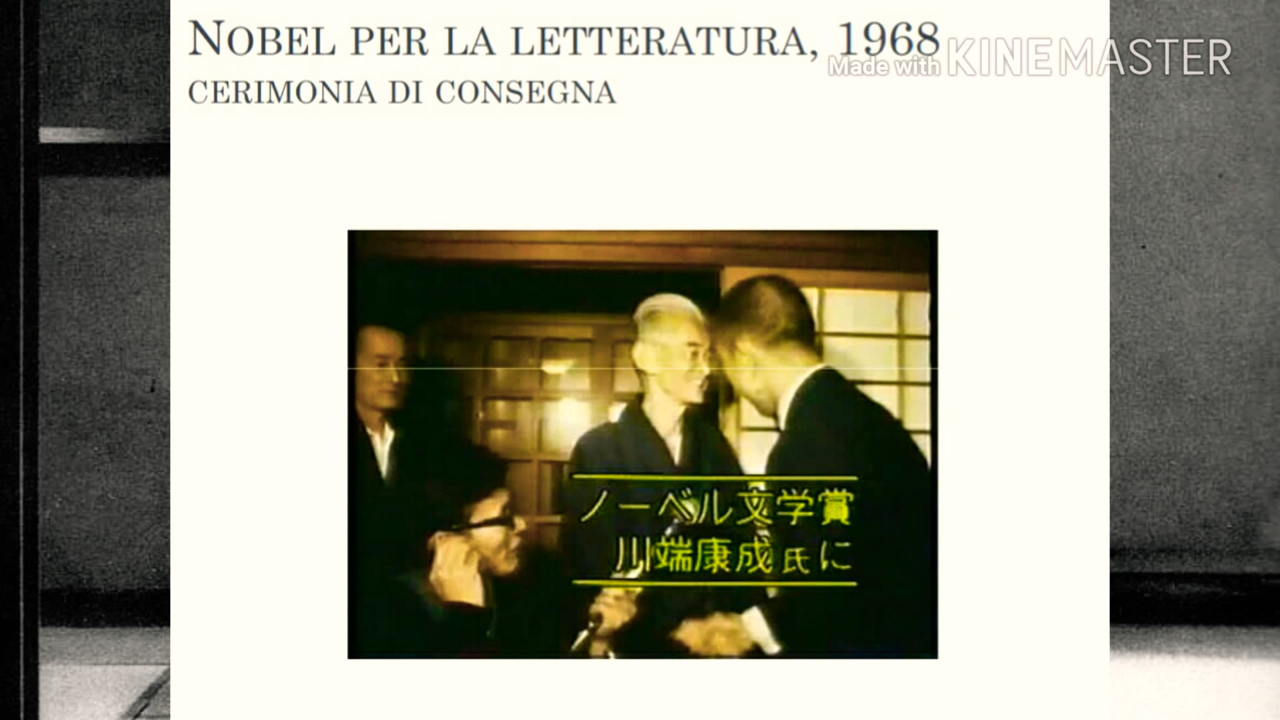 NOBEL PER LA LETTERATURA, 1968
Made with KINEMASTER
CERIMONIA DI CONSEGNA
ノーベル文学賞
川端康成氏に